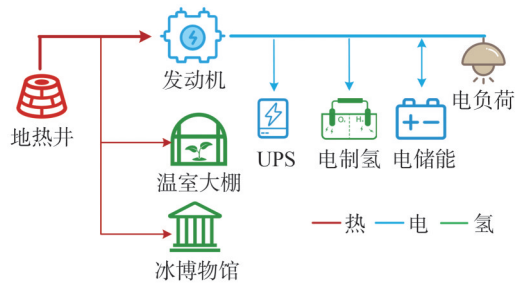 发动机
电负荷
地热井
O₂ H₂
UPS
电制氢
电储能
温室大棚
热
电
氢
冰博物馆